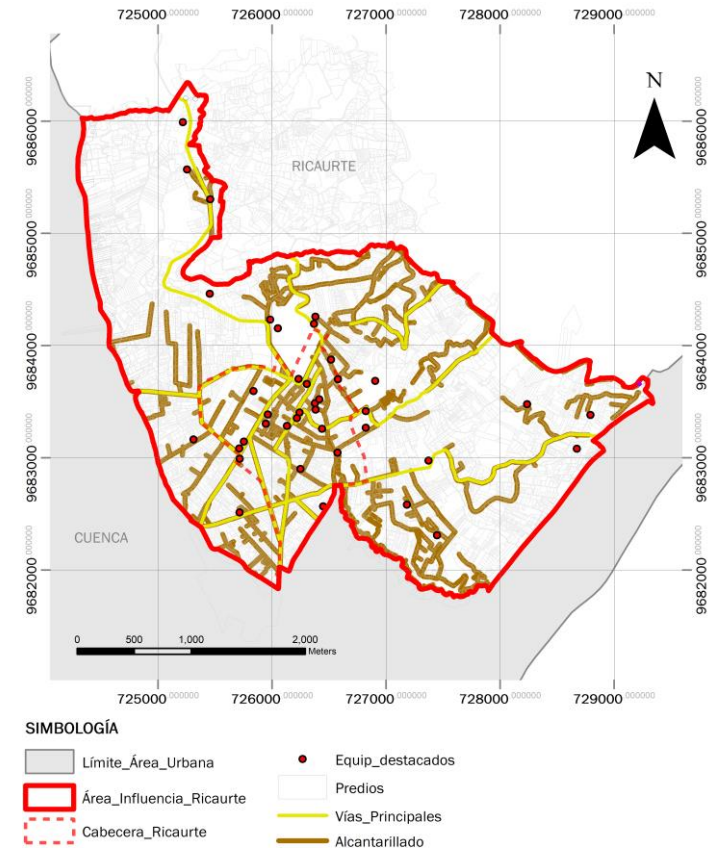 725000.000000 726000.000000 727000.000000 728000.000000 729000.000000
N
9686000.000000 9686000.000000
RICAURTE
9685000.000000 9685000.000000
9684000.000000 9684000.000000
9683000.000000 9683000.000000
CUENCA
9682000.000000 9682000.000000
0 500 1,000 2,000
Meters
725000.000000 726000.000000 727000.000000 728000.000000 729000.000000
SIMBOLOGÍA
Límite_Área_Urbana
Área_Influencia_Ricaurte
Cabecera_Ricaurte
Equip_destacados
Predios
Vías_Principales
Alcantarillado